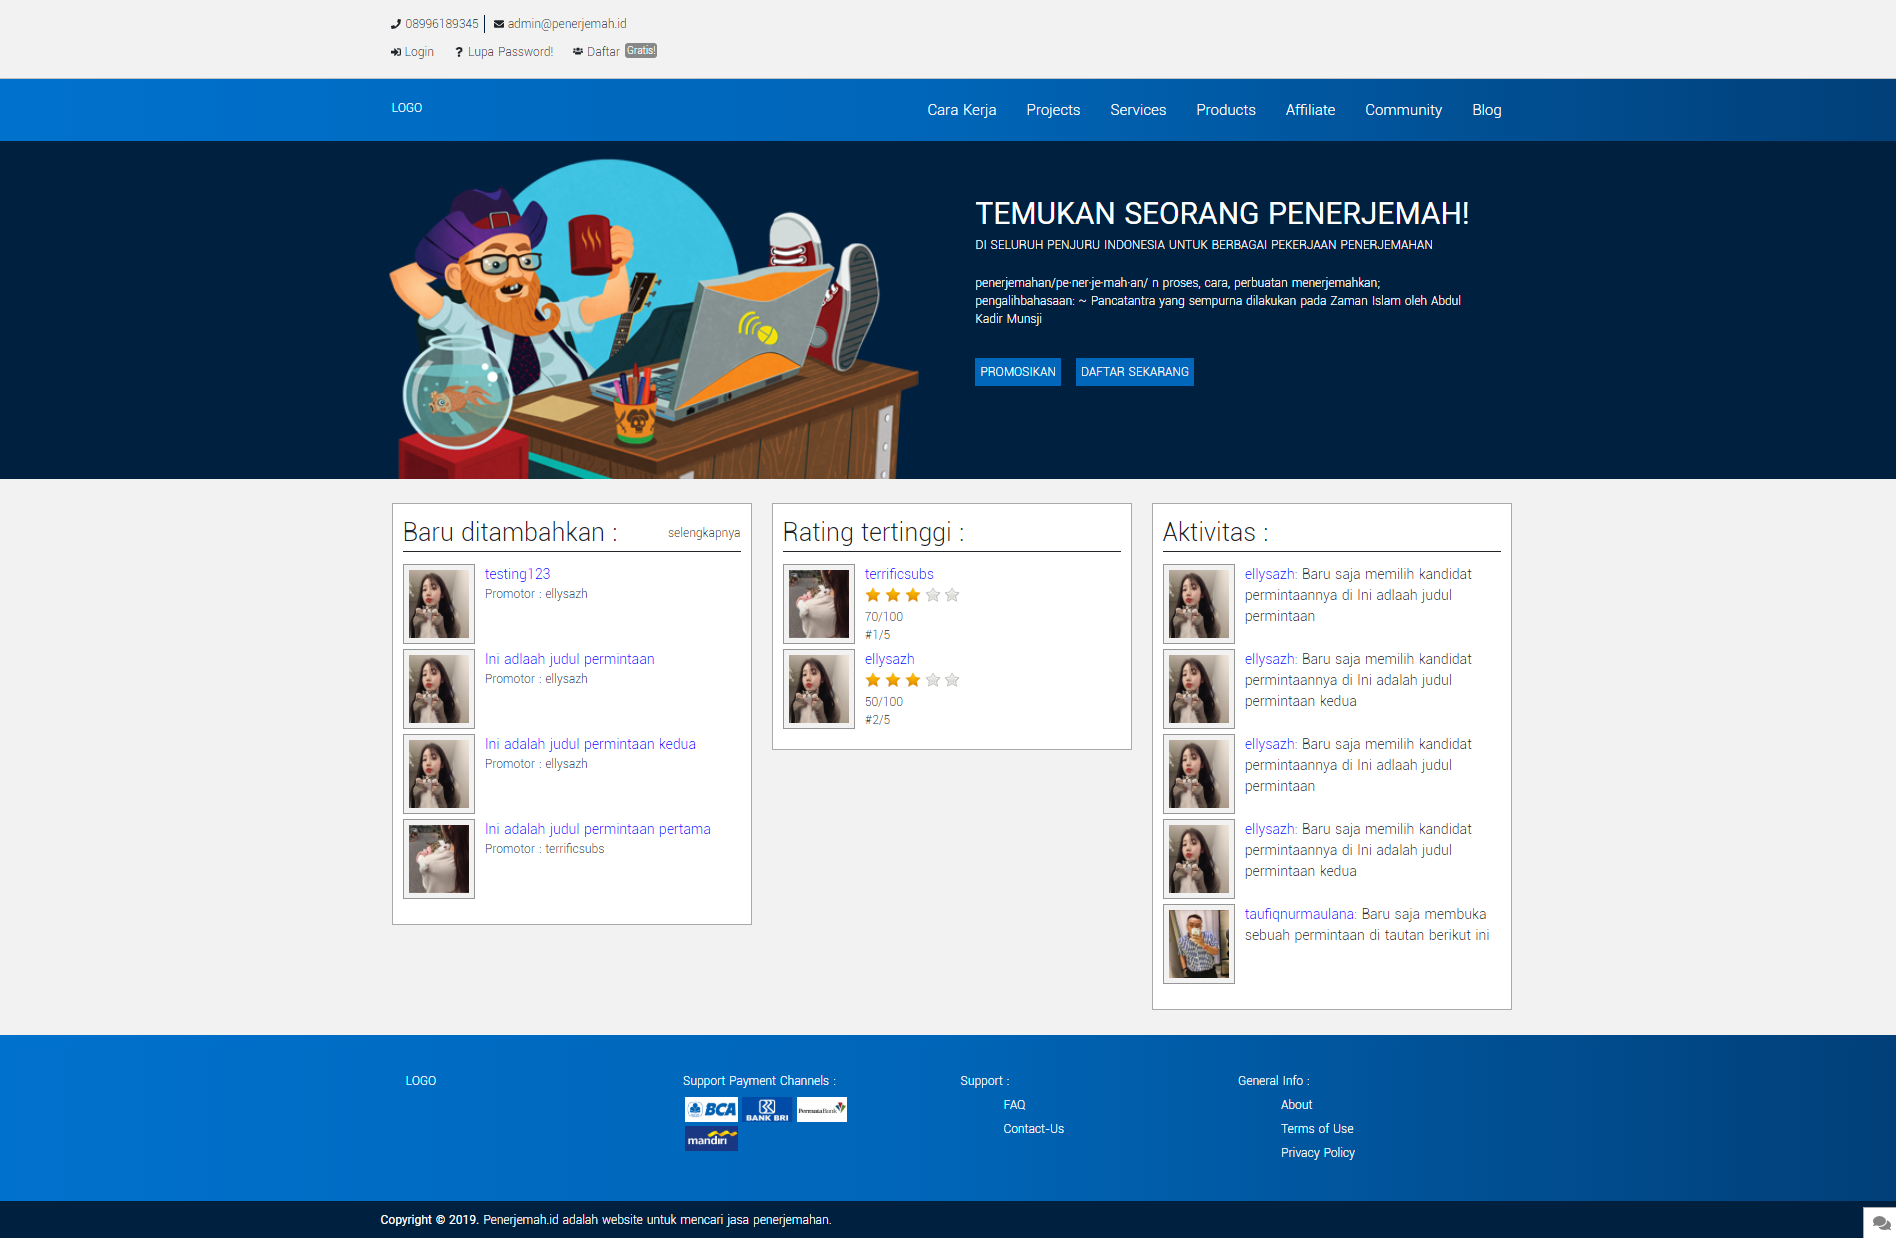 08996189345
admin@penerjemah.id
Login
Lupa Password!
Daftar Gratis!
LOGO
Cara Kerja
Projects
Services
Products
Affiliate
Community
Blog
TEMUKAN SEORANG PENERJEMAH!
DI SELURUH PENJURU INDONESIA UNTUK BERBAGAI PEKERJAAN PENERJEMAHAN
penerjemahan/pe·ner·je·mah·an/ n proses, cara, perbuatan menerjemahkan;
pengalihbahasaan: ~ Pancatantra yang sempurna dilakukan pada Zaman Islam oleh Abdul
Kadir Munsji
PROMOSIKAN
DAFTAR SEKARANG
Baru ditambahkan :
selengkapnya
testing123
Promotor : ellysazh
Ini adlaah judul permintaan
Promotor : ellysazh
Ini adalah judul permintaan kedua
Promotor : ellysazh
Ini adalah judul permintaan pertama
Promotor : terrificsubs
Rating tertinggi :
terrificsubs
70/100
#1/5
ellysazh
50/100
#2/5
Aktivitas :
ellysazh: Baru saja memilih kandidat
permintaannya di Ini adlaah judul
permintaan
ellysazh: Baru saja memilih kandidat
permintaannya di Ini adalah judul
permintaan kedua
ellysazh: Baru saja memilih kandidat
permintaannya di Ini adlaah judul
permintaan
ellysazh: Baru saja memilih kandidat
permintaannya di Ini adalah judul
permintaan kedua
taufiqnurmaulana: Baru saja membuka
sebuah permintaan di tautan berikut ini
LOGO
Support Payment Channels :
BCA
BANK BRI
PermataBank
mandiri
Support :
FAQ
Contact-Us
General Info :
About
Terms of Use
Privacy Policy
Copyright © 2019. Penerjemah.id adalah website untuk mencari jasa penerjemahan.